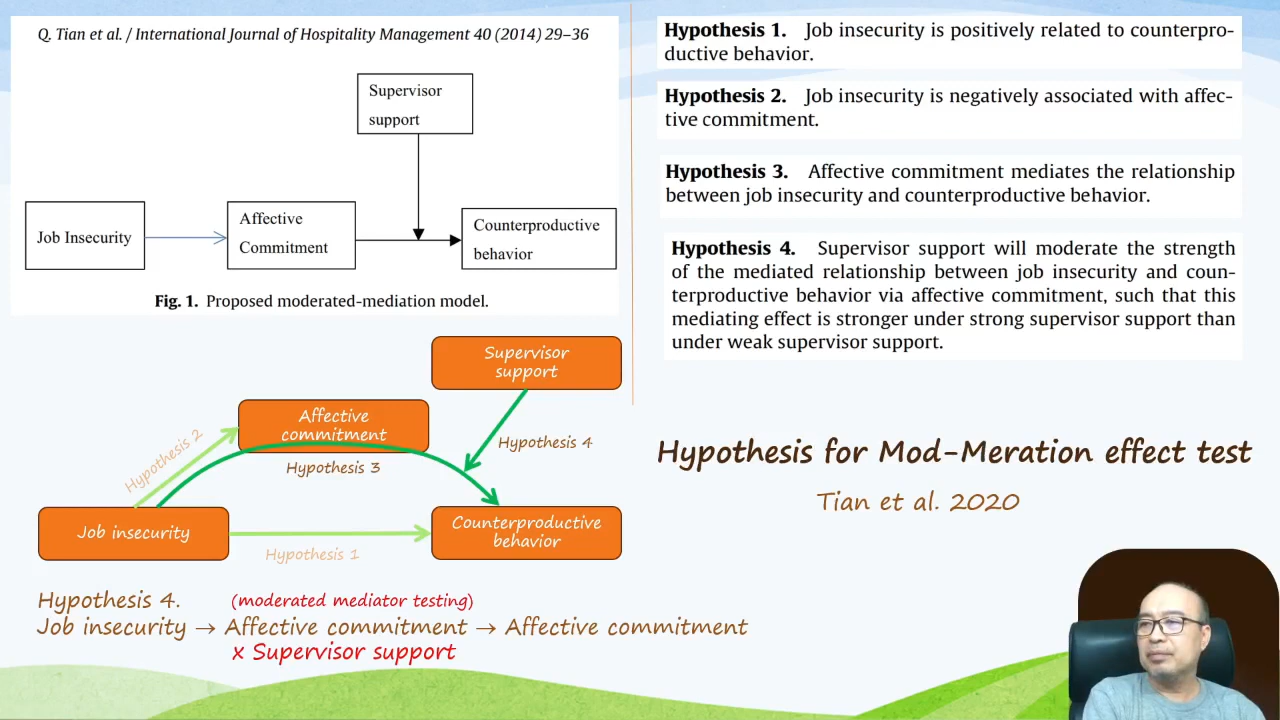 Q. Tian et al. / International Journal of Hospitality Management 40 (2014) 29–36
Supervisor
support
Job Insecurity
Affective
Commitment
Counterproductive
behavior
Fig. 1. Proposed moderated-mediation model.
Hypothesis 1. Job insecurity is positively related to counterpro-
ductive behavior.
Hypothesis 2. Job insecurity is negatively associated with affec-
tive commitment.
Hypothesis 3. Affective commitment mediates the relationship
between job insecurity and counterproductive behavior.
Hypothesis 4. Supervisor support will moderate the strength
of the mediated relationship between job insecurity and coun-
terproductive behavior via affective commitment, such that this
mediating effect is stronger under strong supervisor support than
under weak supervisor support.
Supervisor
support
Affective
commitment
Hypothesis 2
Hypothesis 4
Hypothesis 3
Job insecurity
Counterproductive
behavior
Hypothesis 1
Hypothesis for Mod-Meration effect test
Tian et al. 2020
Hypothesis 4. (moderated mediator testing)
Job insecurity → Affective commitment → Affective commitment
x Supervisor support